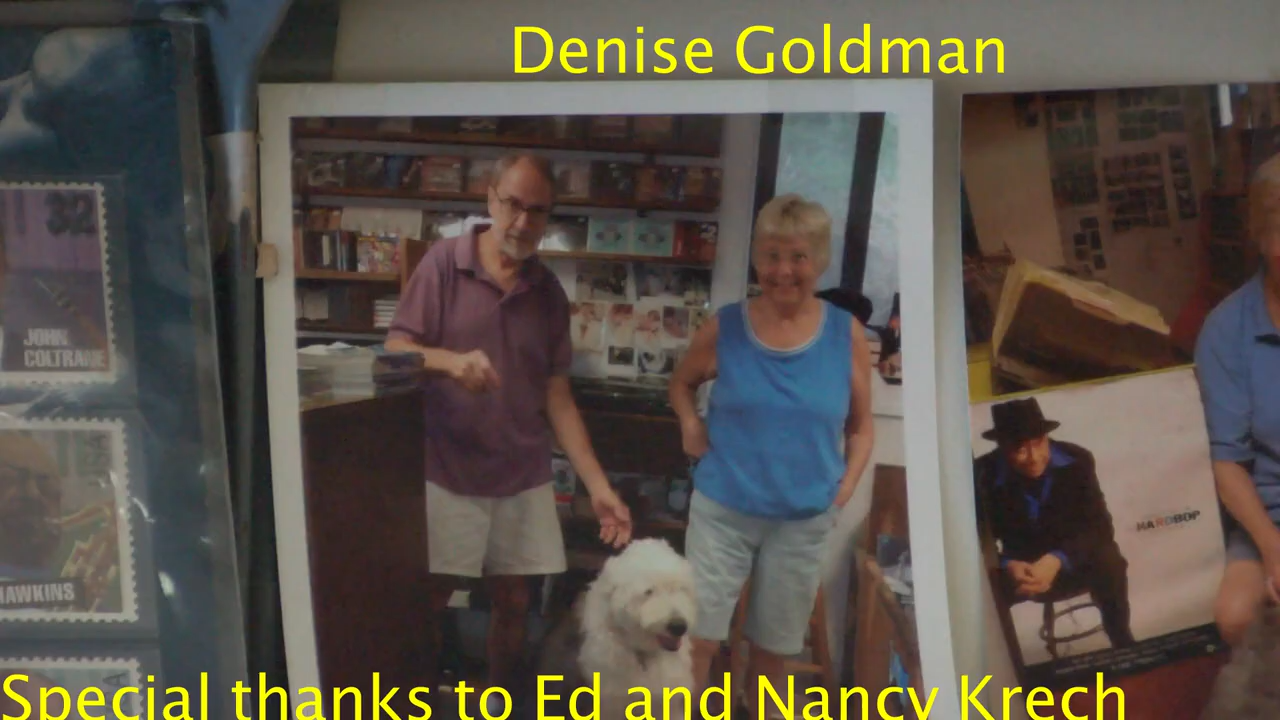 Denise Goldman
32
JOHN
COLTRANE
HARDBOP
HAWKINS
Special thanks to Ed and Nancy Krech